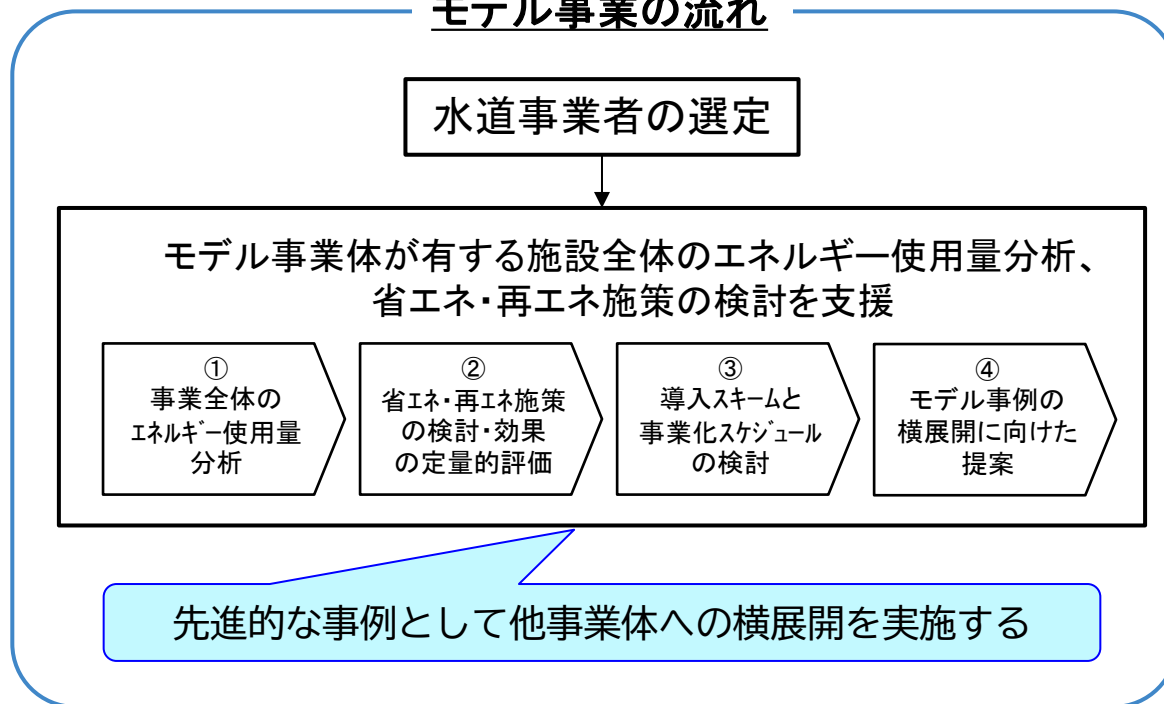 モデル事業の流れ
水道事業者の選定
モデル事業体が有する施設全体のエネルギー使用量分析、
省エネ・再エネ施策の検討を支援
①
事業全体の
ｴﾈﾙｷﾞｰ使用量
分析
②
省ｴﾈ・再ｴﾈ施策
の検討・効果
の定量的評価
③
導入ｽｷｰﾑと
事業化ｽｹｼﾞｭｰﾙ
の検討
④
モデル事例の
横展開に向けた
提案
先進的な事例として他事業体への横展開を実施する